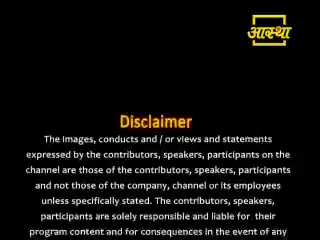 आस्था
Disclaimer
The images, conducts and / or views and statements
expressed by the contributors, speakers, participants on the
channel are those of the contributors, speakers, participants
and not those of the company, channel or its employees
unless specifically stated. The contributors, speakers,
participants are solely responsible and liable for their
program content and for consequences in the event of any